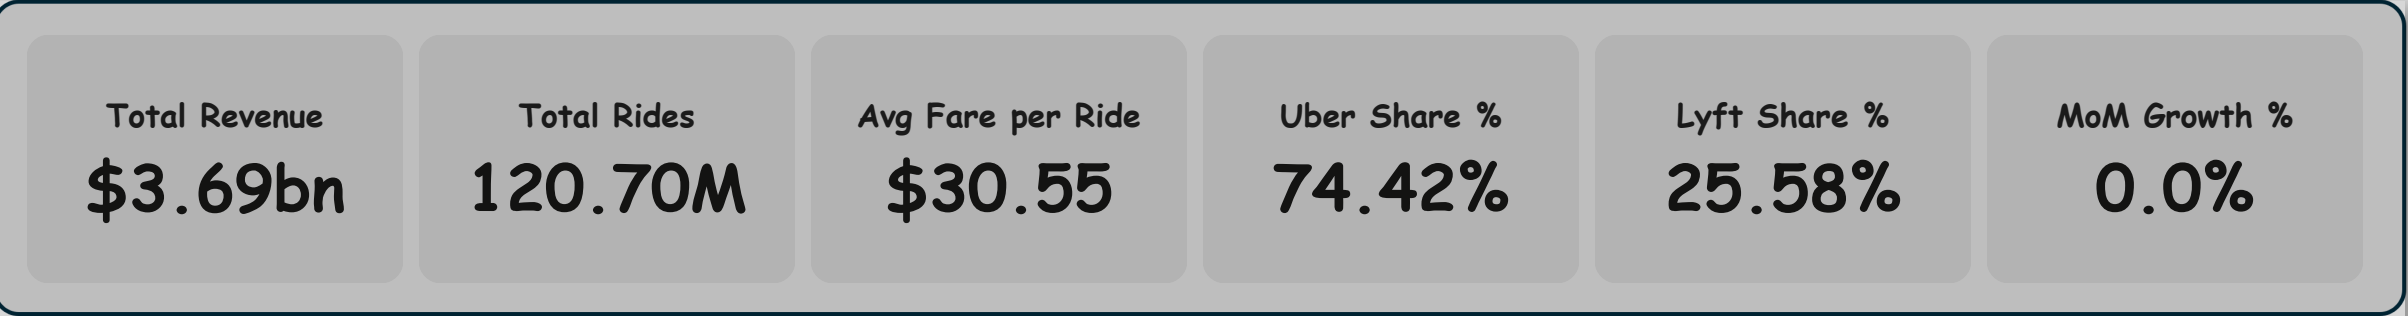 Total Revenue
$3.69bn
Total Rides
120.70M
Avg Fare per Ride
$30.55
Uber Share %
74.42%
Lyft Share %
25.58%
MoM Growth %
0.0%